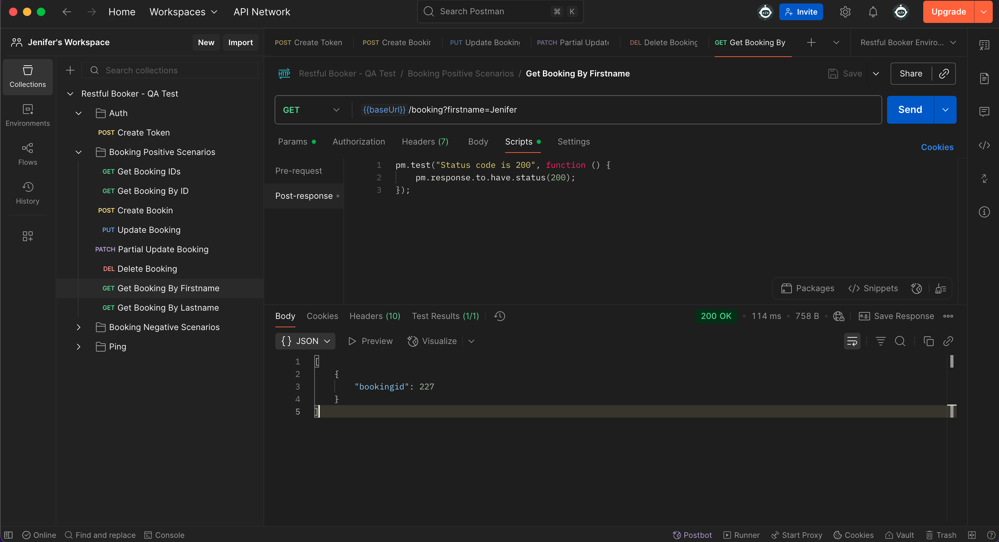 Home Workspaces API Network Search Postman ⌘ K Invite Upgrade
Jenifer's Workspace New Import
POST Create Token POST Create Bookir PUT Update Booking PATCH Partial Update DEL Delete Booking GET Get Booking By Restful Booker Enviro...
Collections
Environments
Flows
History
Search collections
Restful Booker - QA Test
Auth
POST Create Token
Booking Positive Scenarios
GET Get Booking IDs
GET Get Booking By ID
POST Create Bookin
PUT Update Booking
PATCH Partial Update Booking
DEL Delete Booking
GET Get Booking By Firstname
GET Get Booking By Lastname
Booking Negative Scenarios
Ping
HTTP Restful Booker - QA Test / Booking Positive Scenarios / Get Booking By Firstname Save Share
GET {{baseUrl}} /booking?firstname=Jenifer Send
Params Authorization Headers (7) Body Scripts Settings Cookies
Pre-request
Post-response
1 pm.test("Status code is 200", function () {
2 pm.response.to.have.status(200);
3 });
Packages </> Snippets
Body Cookies Headers (10) Test Results (1/1) 200 OK 114 ms 758 B e.g. Save Response
{} JSON Preview Visualize
1 [
2 {
3 "bookingid": 227
4 }
5 ]
Online Find and replace Console Postbot Runner Start Proxy Cookies Vault Trash